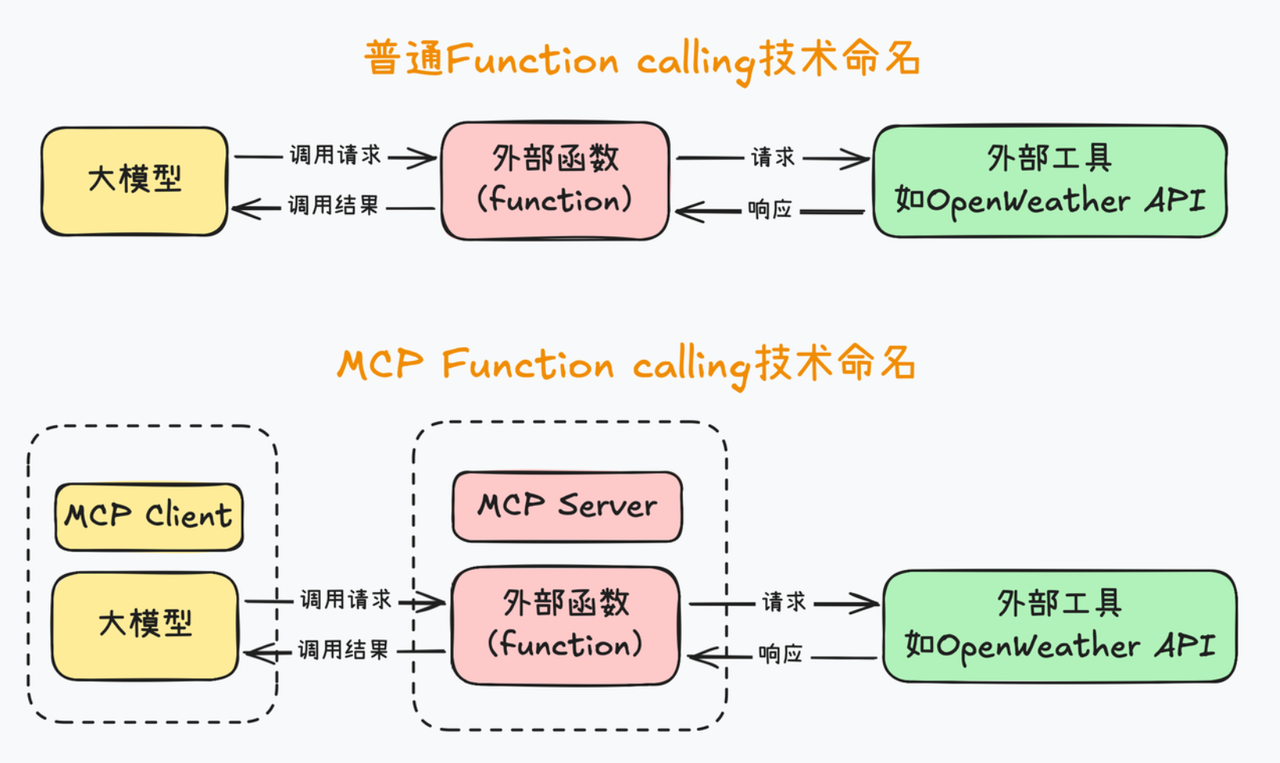 普通Function calling技术命名
大模型
调用请求
调用结果
外部函数
(function)
请求
响应
外部工具
如OpenWeather API
MCP Function calling技术命名
MCP Client
大模型
调用请求
调用结果
MCP Server
外部函数
(function)
请求
响应
外部工具
如OpenWeather API